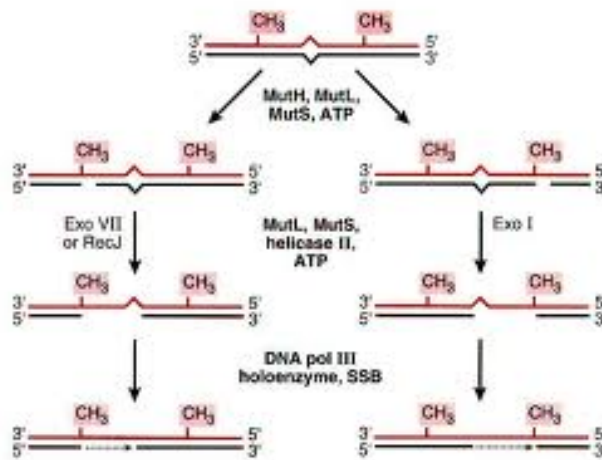 CH3 CH3
3' 5'
5' 3'
MutH, MutL,
MutS, ATP
CH3 CH3 CH3 CH3
3' 5' 3' 5'
5' 3' 5' 3'
Exo VII
or RecJ
MutL, MutS,
helicase II,
ATP
Exo I
CH3 CH3 CH3 CH3
3' 5' 3' 5'
5' 3' 5' 3'
DNA pol III
holoenzyme, SSB
CH3 CH3 CH3 CH3
3' 5' 3' 5'
5' 3' 5' 3'